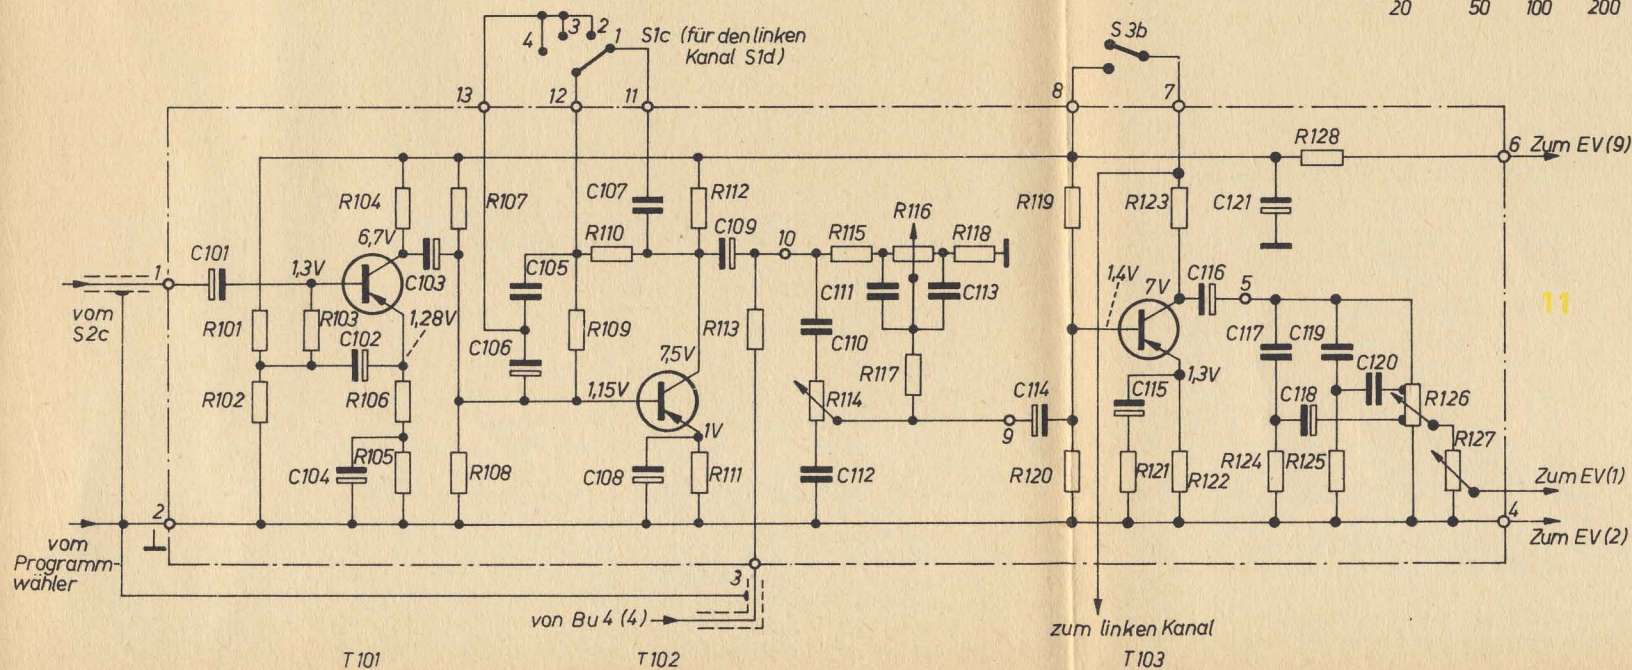 20 50 100 200
4 3 2 1 S1c (für den linken
Kanal S1d)
S3b
13 12 11 8 7
R128 6 Zum EV(9)
R104 R107 C107 R112 R119 R123 C121
6,7V R110 C109 10 R115 R116 R118
C101 1,3V C103 C105 1,4V 7V C116 5
1 C111 C113 11
vom
S2c
R101 R103 1,28V R109 R113 C117 C119
C102 C106 C110 C120
7,5V R117 C115 1,3V
R102 R106 1,15V R114 C114 C118 R126
1V 9 R127
C104 R105 R108 C108 R111 C112 R120 R121 R122 R124 R125
Zum EV(1)
2 4
Zum EV(2)
vom
Programm-
wähler
3
von Bu 4 (4)
zum linken Kanal
T101 T102 T103